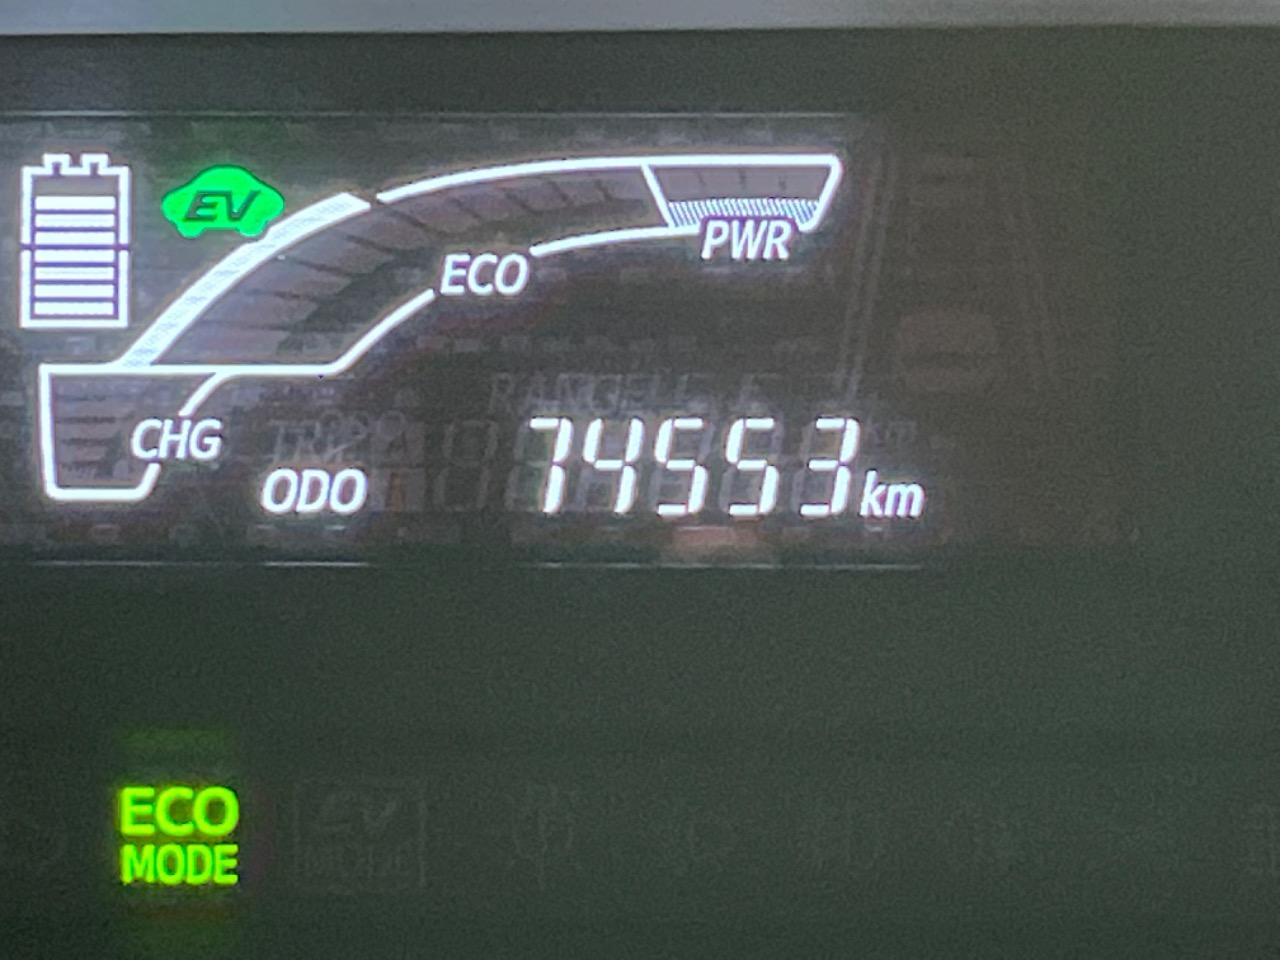 EV
PWR
ECO
CHG
ODO 74553 km
ECO
MODE